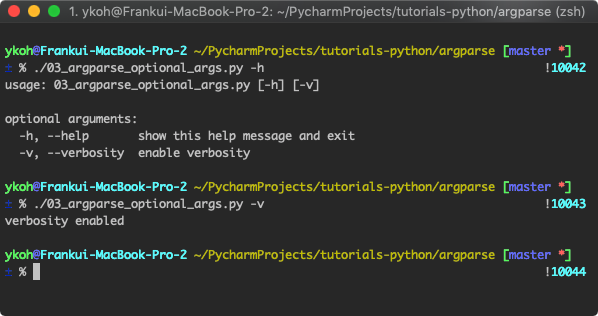 1. ykoh@Frankui-MacBook-Pro-2: ~/PycharmProjects/tutorials-python/argparse (zsh)
ykoh@Frankui-MacBook-Pro-2 ~/PycharmProjects/tutorials-python/argparse [master *]
➜ % ./03_argparse_optional_args.py -h !10042
usage: 03_argparse_optional_args.py [-h] [-v]
optional arguments:
-h, --help show this help message and exit
-v, --verbosity enable verbosity
ykoh@Frankui-MacBook-Pro-2 ~/PycharmProjects/tutorials-python/argparse [master *]
➜ % ./03_argparse_optional_args.py -v !10043
verbosity enabled
ykoh@Frankui-MacBook-Pro-2 ~/PycharmProjects/tutorials-python/argparse [master *]
➜ % !10044